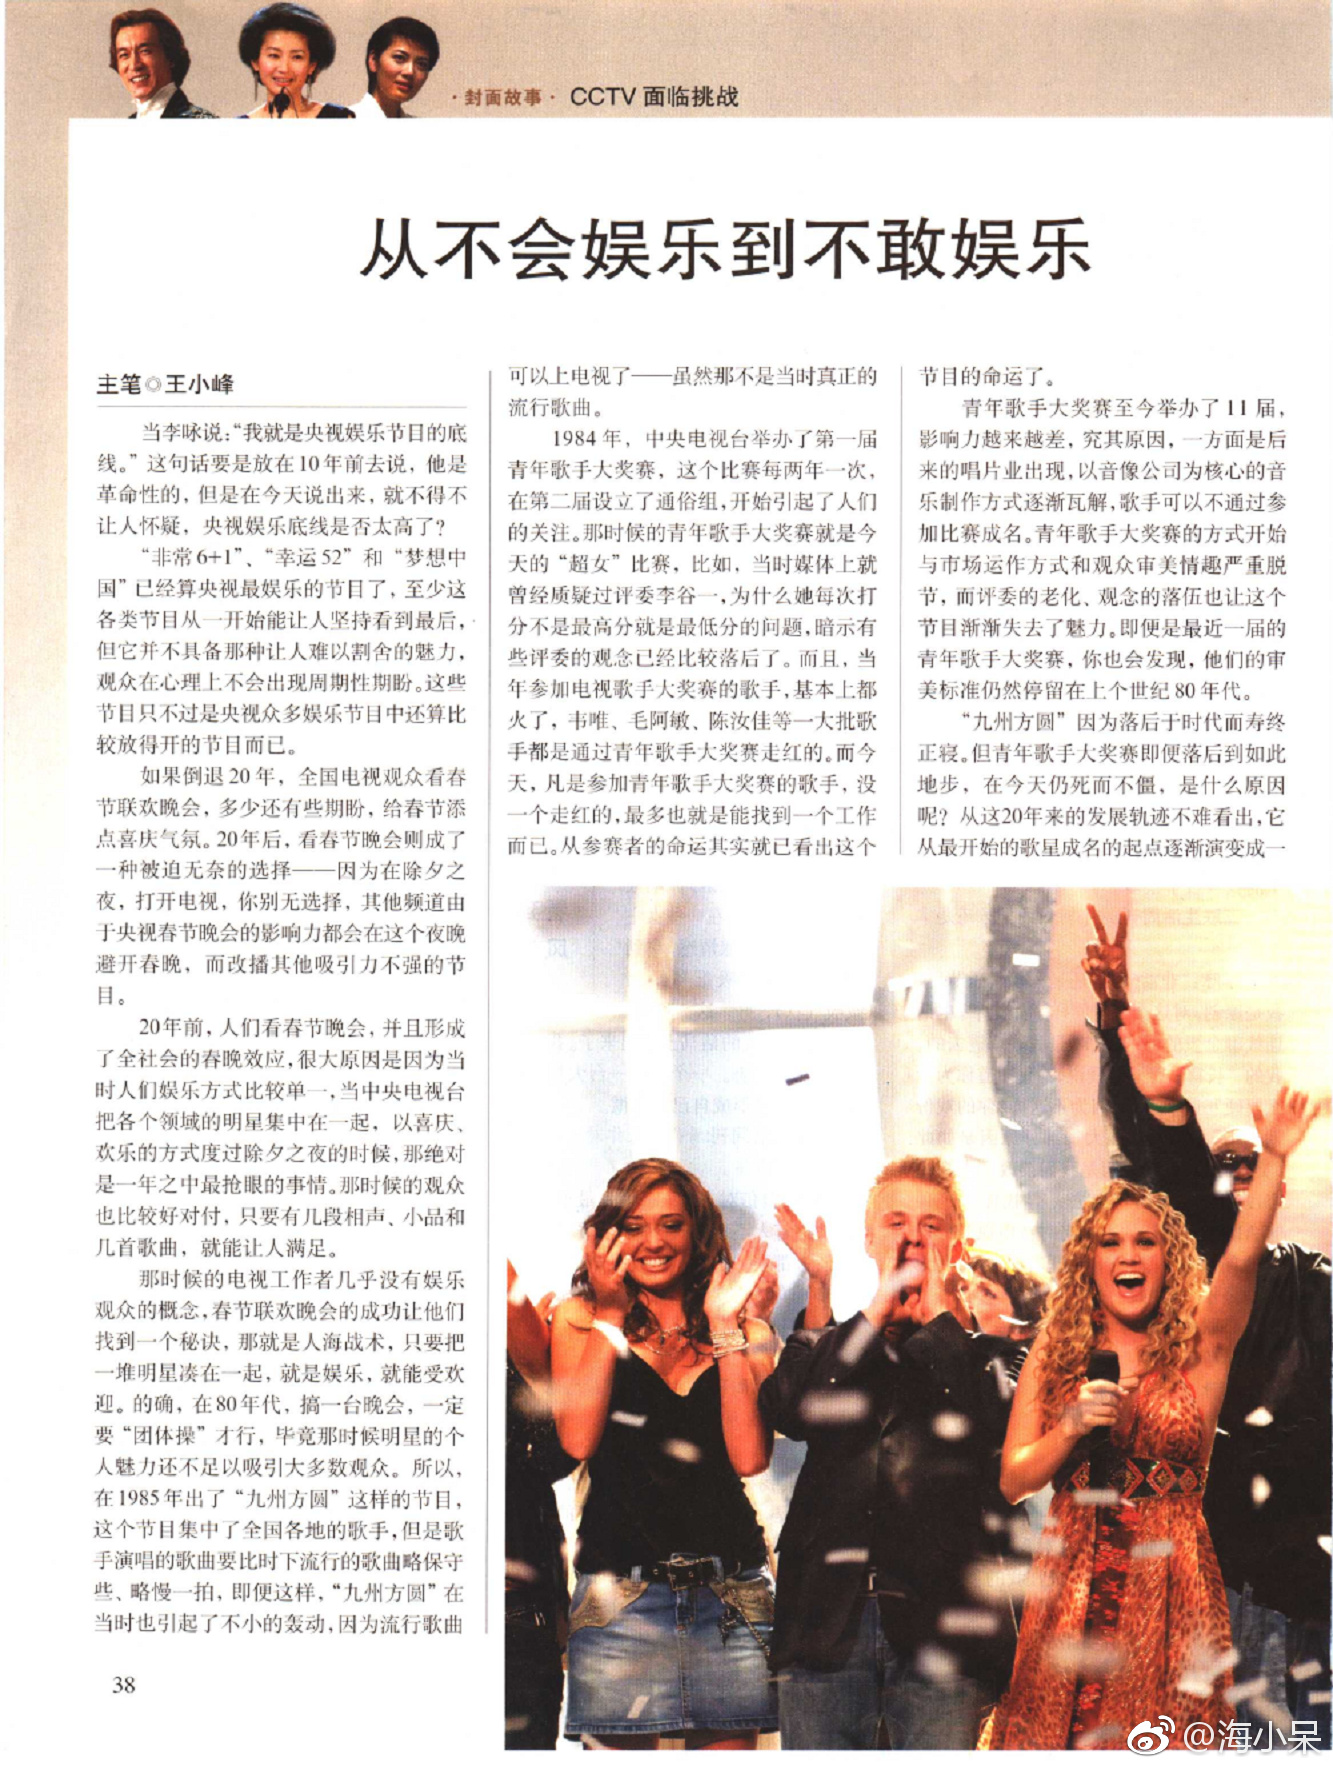 ·封面故事· CCTV 面临挑战
从不会娱乐到不敢娱乐
主笔◎王小峰
当李咏说:“我就是央视娱乐节目的底
线。”这句话要是放在10年前去说，他是
革命性的，但是在今天说出来，就不得不
让人怀疑，央视娱乐底线是否太高了?
“非常6+1”、“幸运52”和“梦想中
国”已经算央视最娱乐的节目了，至少这
各类节目从一开始能让人坚持看到最后，
但它并不具备那种让人难以割舍的魅力，
观众在心理上不会出现周期性期盼。这些
节目只不过是央视众多娱乐节目中还算比
较放得开的节目而已。
如果倒退20年，全国电视观众看春
节联欢晚会，多少还有些期盼，给春节添
点喜庆气氛。20年后，看春节晚会则成了
一种被迫无奈的选择——因为在除夕之
夜，打开电视，你别无选择，其他频道由
于央视春节晚会的影响力都会在这个夜晚
避开春晚，而改播其他吸引力不强的节
目。
20年前，人们看春节晚会，并且形成
了全社会的春晚效应，很大原因是因为当
时人们娱乐方式比较单一，当中央电视台
把各个领域的明星集中在一起，以喜庆、
欢乐的方式度过除夕之夜的时候，那绝对
是一年之中最抢眼的事情。那时候的观众
也比较好对付，只要有几段相声、小品和
几首歌曲，就能让人满足。
那时候的电视工作者几乎没有娱乐
观众的概念，春节联欢晚会的成功让他们
找到一个秘诀，那就是人海战术，只要把
一堆明星凑在一起，就是娱乐，就能受欢
迎。的确，在80年代，搞一台晚会，一定
要“团体操”才行，毕竟那时候明星的个
人魅力还不足以吸引大多数观众。所以，
在1985年出了“九州方圆”这样的节目，
这个节目集中了全国各地的歌手，但是歌
手演唱的歌曲要比时下流行的歌曲略保守
些、略慢一拍，即便这样，“九州方圆”在
当时也引起了不小的轰动，因为流行歌曲
可以上电视了——虽然那不是当时真正的
流行歌曲。
1984年，中央电视台举办了第一届
青年歌手大奖赛，这个比赛每两年一次，
在第二届设立了通俗组，开始引起了人们
的关注。那时候的青年歌手大奖赛就是今
天的“超女”比赛，比如，当时媒体上就
曾经质疑过评委李谷一，为什么她每次打
分不是最高分就是最低分的问题，暗示有
些评委的观念已经比较落后了。而且，当
年参加电视歌手大奖赛的歌手，基本上都
火了，韦唯、毛阿敏、陈汝佳等一大批歌
手都是通过青年歌手大奖赛走红的。而今
天，凡是参加青年歌手大奖赛的歌手，没
一个走红的，最多也就是能找到一个工作
而已。从参赛者的命运其实就已看出这个
节目的命运了。
青年歌手大奖赛至今举办了11届，
影响力越来越差，究其原因，一方面是后
来的唱片业出现，以音像公司为核心的音
乐制作方式逐渐瓦解，歌手可以不通过参
加比赛成名。青年歌手大奖赛的方式开始
与市场运作方式和观众审美情趣严重脱
节，而评委的老化、观念的落伍也让这个
节目渐渐失去了魅力。即便是最近一届的
青年歌手大奖赛，你也会发现，他们的审
美标准仍然停留在上个世纪80年代。
“九州方圆”因为落后于时代而寿终
正寝。但青年歌手大奖赛即便落后到如此
地步，在今天仍死而不僵，是什么原因
呢？从这20年来的发展轨迹不难看出，它
从最开始的歌星成名的起点逐渐演变成一
38
@海小呆